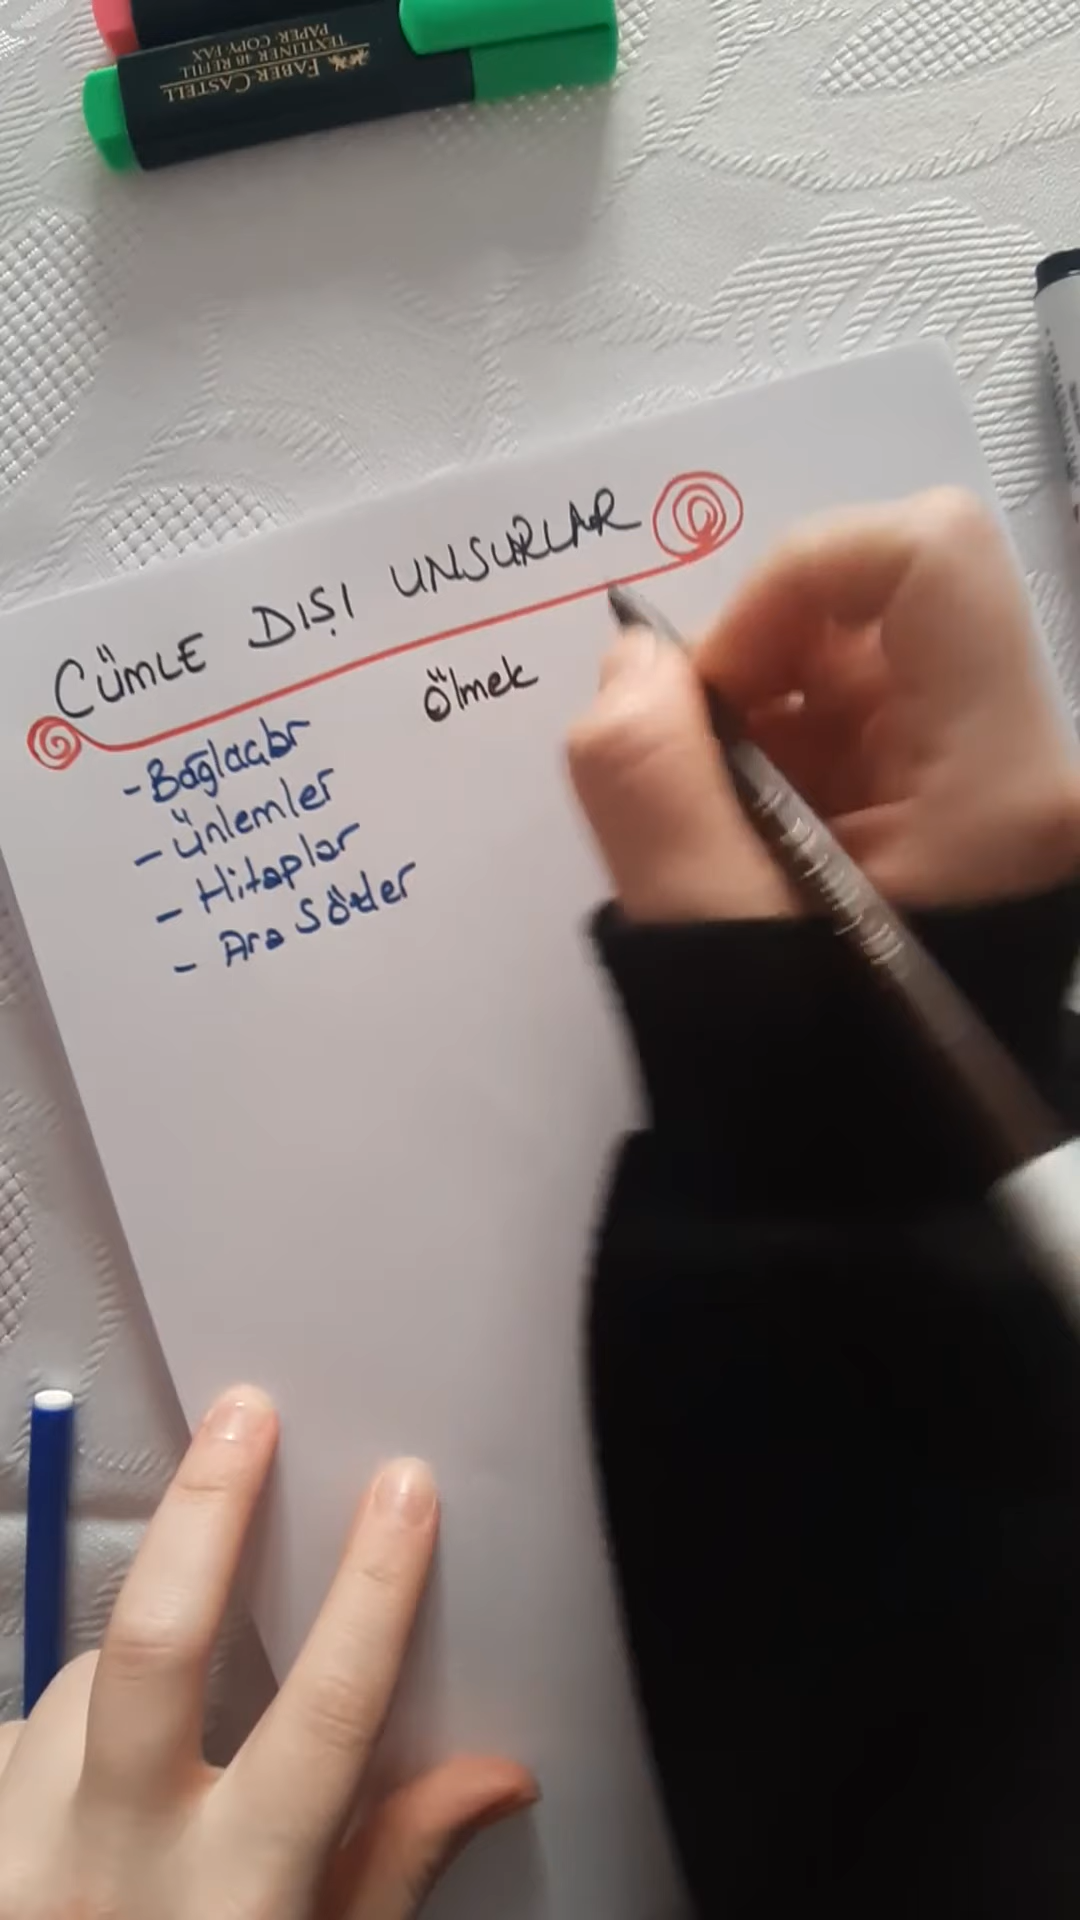 FABER CASTELL
TEXTLINER 48 REFILL
PAPER COPY FAX
CÜMLE DIŞI UNSURLAR
ölmek
-Bağlaçlar
- Ünlemler
- Hitaplar
- Ara Sözler